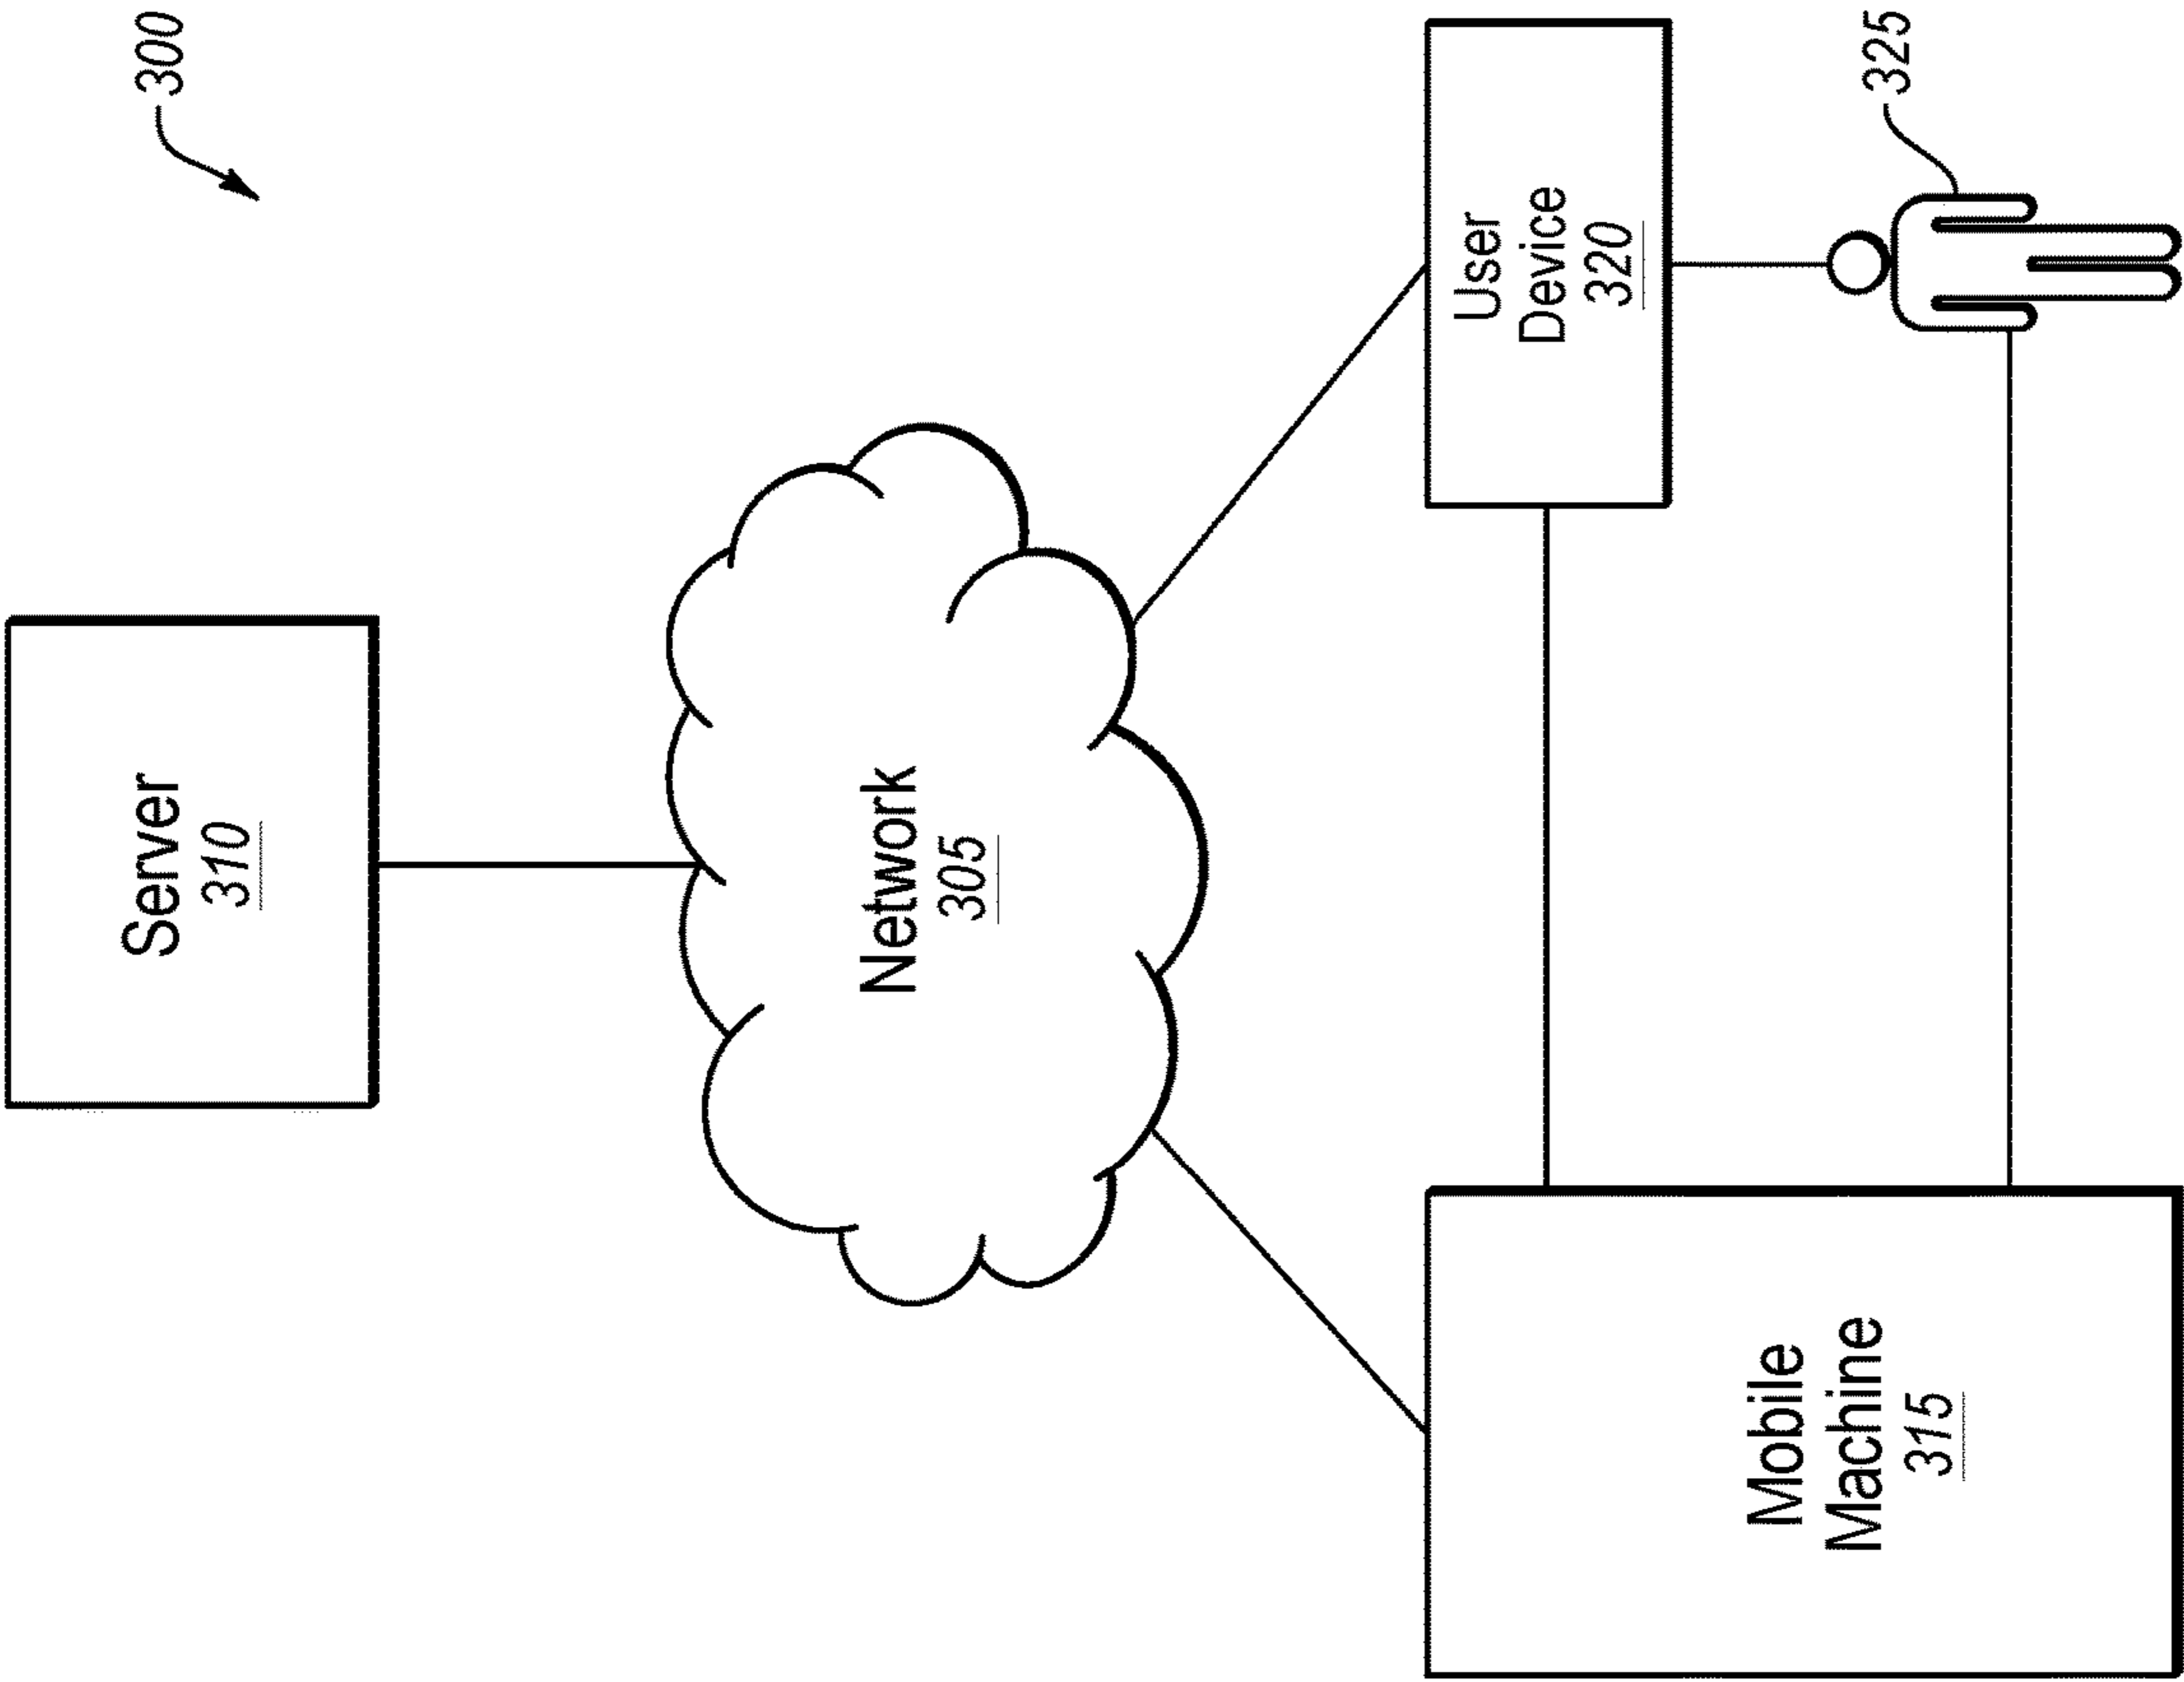 300
Server
310
Network
305
User
Device
320
325
Mobile
Machine
315